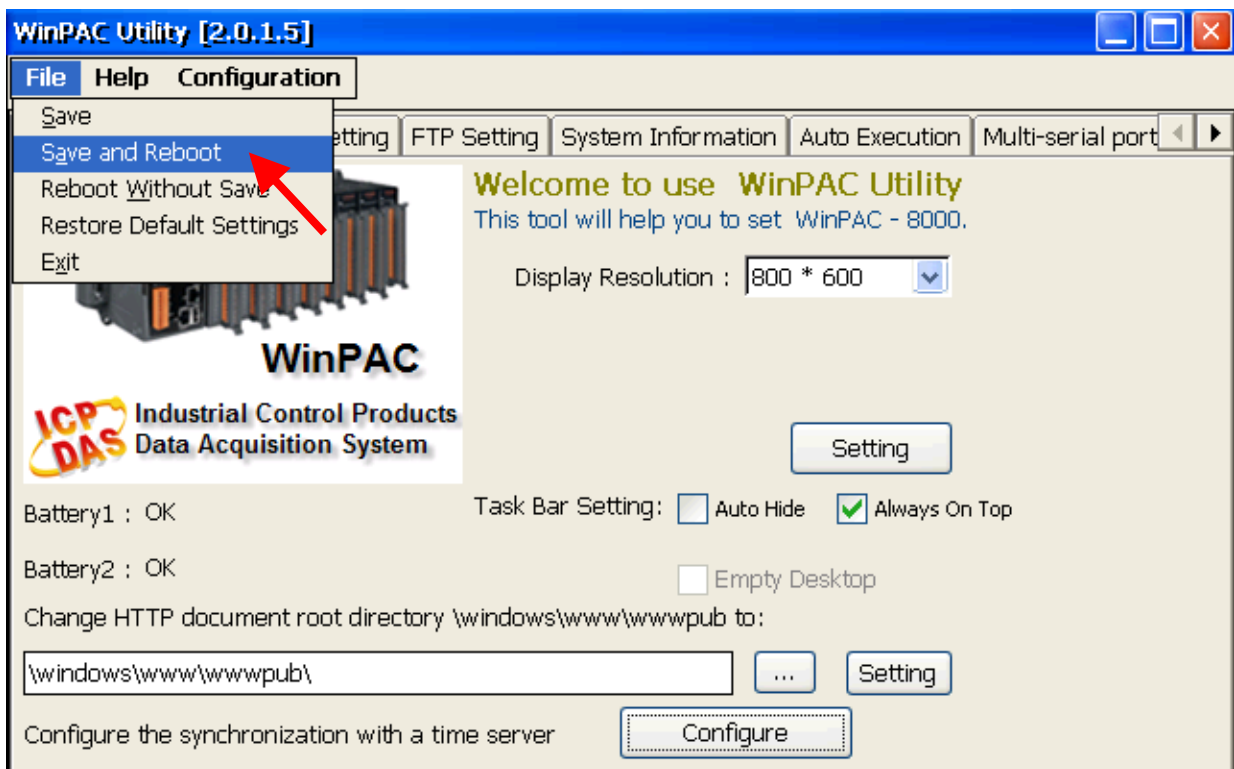 WinPAC Utility [2.0.1.5]
File Help Configuration
Save
Save and Reboot
Reboot Without Save
Restore Default Settings
Exit
etting FTP Setting System Information Auto Execution Multi-serial port
Welcome to use WinPAC Utility
This tool will help you to set WinPAC - 8000.
Display Resolution : 800 * 600
WinPAC
ICP DAS Industrial Control Products
Data Acquisition System
Setting
Battery1 : OK
Task Bar Setting: Auto Hide Always On Top
Battery2 : OK
Empty Desktop
Change HTTP document root directory \windows\www\wwwpub to:
\windows\www\wwwpub\ ... Setting
Configure the synchronization with a time server Configure